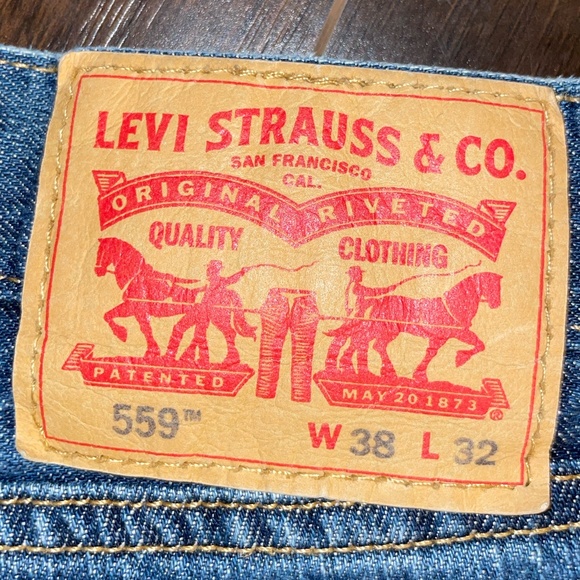 LEVI STRAUSS & CO.
SAN FRANCISCO
CAL.
ORIGINAL RIVETED
QUALITY CLOTHING
PATENTED MAY 20 1873 ®
559™ W 38 L 32